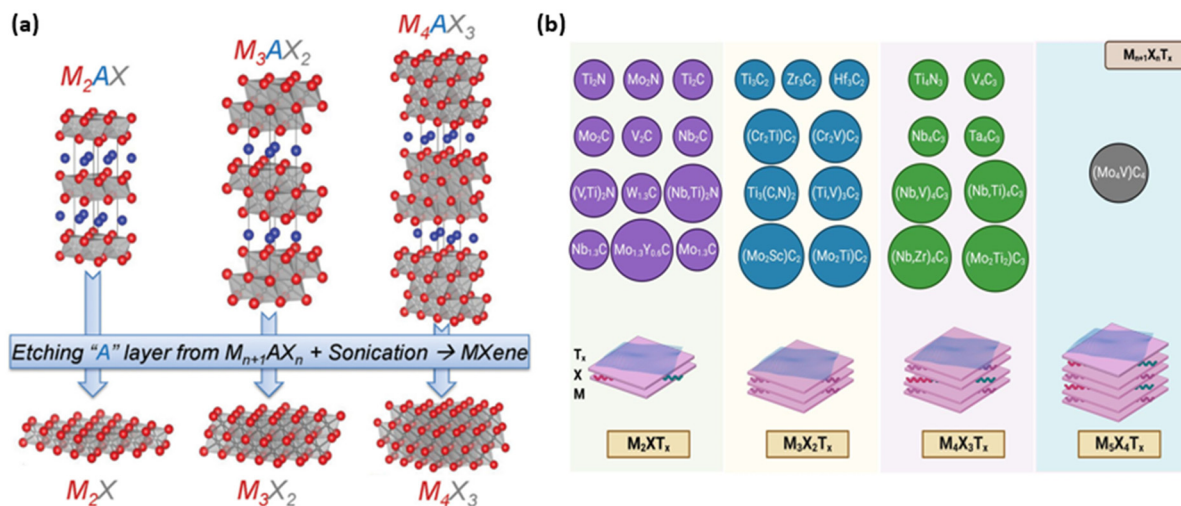 (a)
M₂AX
M₃AX₂
M₄AX₃
Etching "A" layer from Mₙ₊₁AXₙ + Sonication → MXene
M₂X
M₃X₂
M₄X₃
(b)
Mₙ₊₁XₙTₓ
Ti₂N Mo₂N Ti₂C
Mo₂C V₂C Nb₂C
(V,Ti)₂N W₁.₃C (Nb,Ti)₂N
Nb₁.₃C Mo₁.₃Y₀.₆C Mo₁.₃C
Ti₃C₂ Zr₃C₂ Hf₃C₂
(Cr₂Ti)C₂ (Cr₂V)C₂
Ti₃(C,N)₂ (Ti,V)₃C₂
(Mo₂Sc)C₂ (Mo₂Ti)C₂
Ti₄N₃ V₄C₃
Nb₄C₃ Ta₄C₃
(Nb,V)₄C₃ (Nb,Ti)₄C₃
(Nb,Zr)₄C₃ (Mo₂Ti₂)C₃
(Mo₄V)C₄
Tₓ
X
M
M₂XTₓ
M₃X₂Tₓ
M₄X₃Tₓ
M₅X₄Tₓ